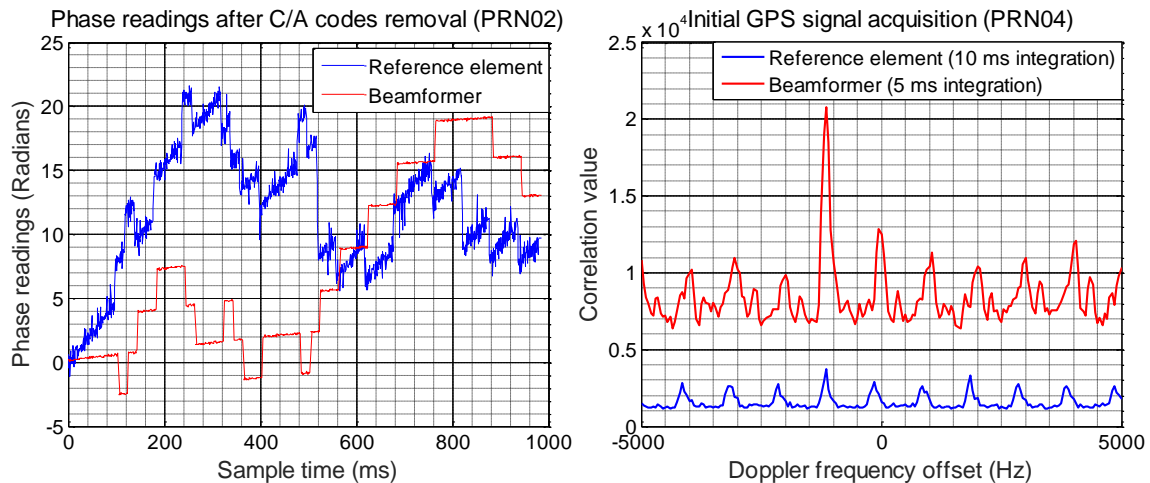 Phase readings after C/A codes removal (PRN02)
25
20
15
10
5
0
-5
Phase readings (Radians)
Reference element
Beamformer
0
200
400
600
800
1000
Sample time (ms)
x 10^4
Initial GPS signal acquisition (PRN04)
2.5
2
1.5
1
0.5
0
Correlation value
Reference element (10 ms integration)
Beamformer (5 ms integration)
-5000
0
5000
Doppler frequency offset (Hz)